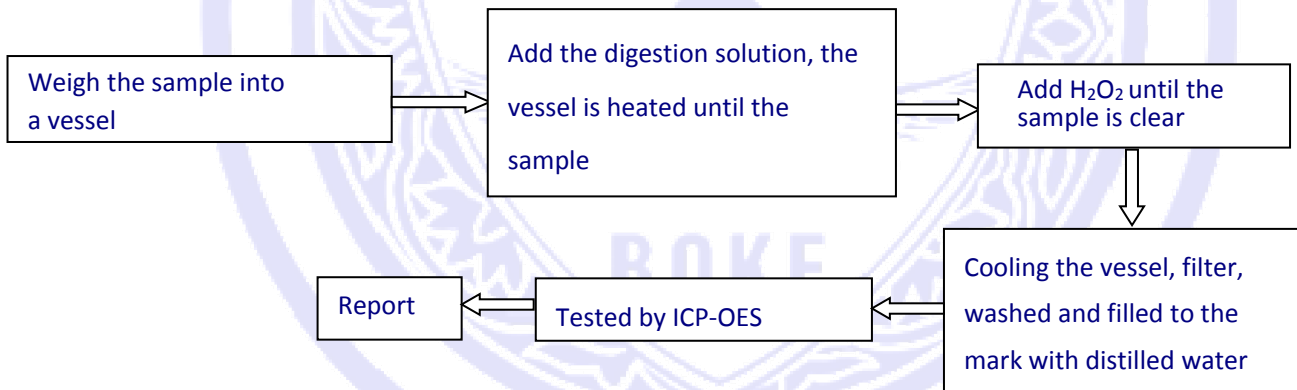 Weigh the sample into
a vessel
Add the digestion solution, the
vessel is heated until the
sample
Add H₂O₂ until the
sample is clear
Cooling the vessel, filter,
washed and filled to the
mark with distilled water
Tested by ICP-OES
Report
BOKE